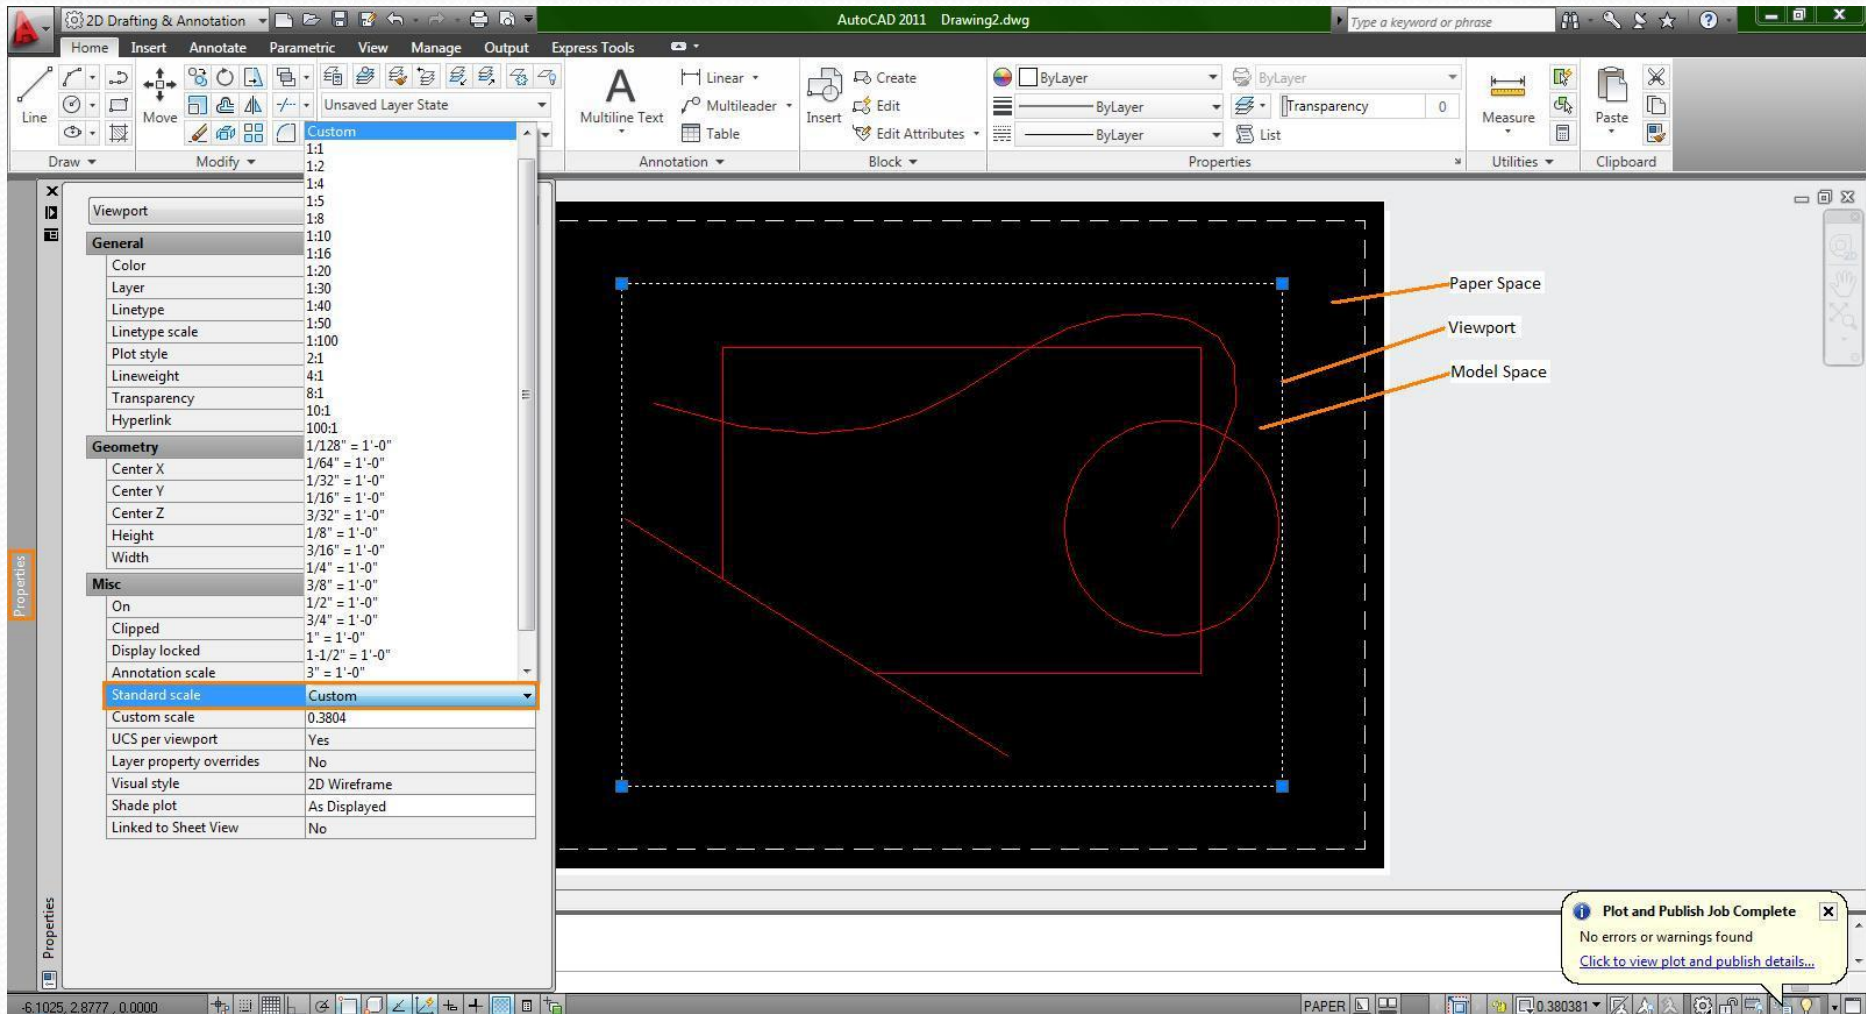 2D Drafting & Annotation
AutoCAD 2011 Drawing2.dwg
Type a keyword or phrase
Home Insert Annotate Parametric View Manage Output Express Tools
Line
Move
Unsaved Layer State
A
Multiline Text
Linear
Multileader
Table
Insert
Create
Edit
Edit Attributes
ByLayer
ByLayer
ByLayer
ByLayer
Transparency 0
List
Measure
Paste
Draw Modify Annotation Block Properties Utilities Clipboard
Custom
1:1
1:2
1:4
1:5
1:8
1:10
1:16
1:20
1:30
1:40
1:50
1:100
2:1
4:1
8:1
10:1
100:1
1/128" = 1'-0"
1/64" = 1'-0"
1/32" = 1'-0"
1/16" = 1'-0"
3/32" = 1'-0"
1/8" = 1'-0"
3/16" = 1'-0"
1/4" = 1'-0"
3/8" = 1'-0"
1/2" = 1'-0"
3/4" = 1'-0"
1" = 1'-0"
1-1/2" = 1'-0"
3" = 1'-0"
Viewport
General
Color
Layer
Linetype
Linetype scale
Plot style
Lineweight
Transparency
Hyperlink
Geometry
Center X
Center Y
Center Z
Height
Width
Misc
On
Clipped
Display locked
Annotation scale
Standard scale Custom
Custom scale 0.3804
UCS per viewport Yes
Layer property overrides No
Visual style 2D Wireframe
Shade plot As Displayed
Linked to Sheet View No
Properties
Properties
Paper Space
Viewport
Model Space
Plot and Publish Job Complete
No errors or warnings found
Click to view plot and publish details...
-6.1025, 2.8777 , 0.0000
PAPER
0.380381